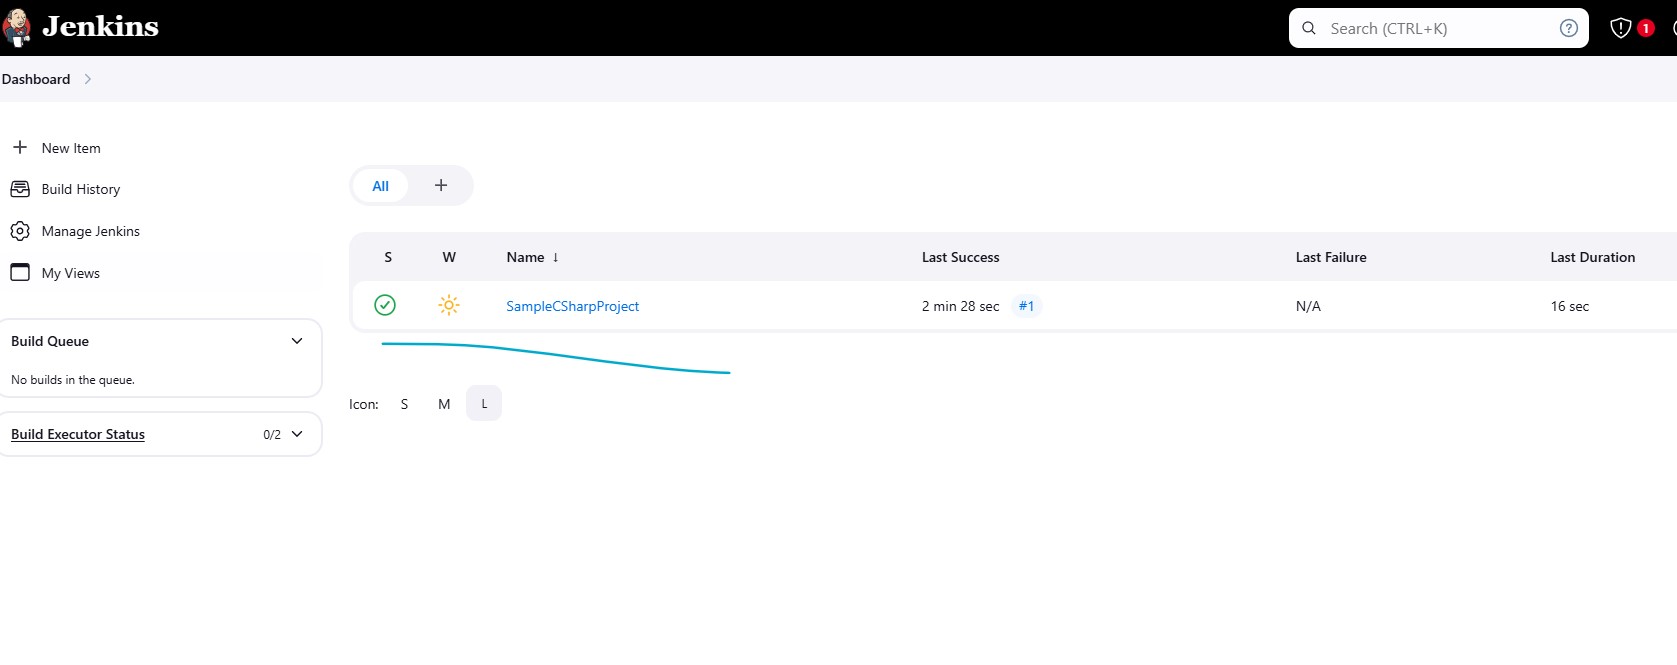 Jenkins
Search (CTRL+K)
1
Dashboard
New Item
Build History
Manage Jenkins
My Views
Build Queue
No builds in the queue.
Build Executor Status 0/2
All
S W Name ↓ Last Success Last Failure Last Duration
SampleCSharpProject 2 min 28 sec #1 N/A 16 sec
Icon: S M L